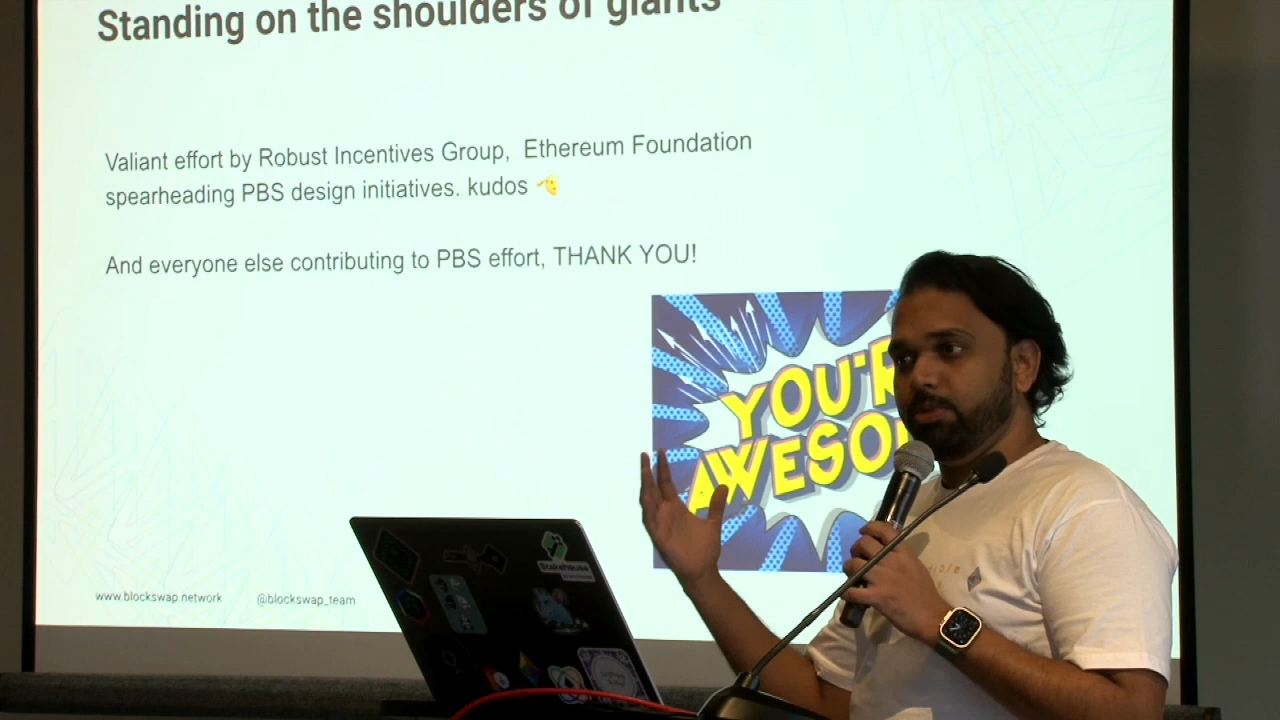 Standing on the shoulders of giants
Valiant effort by Robust Incentives Group, Ethereum Foundation
spearheading PBS design initiatives. kudos
And everyone else contributing to PBS effort, THANK YOU!
YOU'R
AWESO
www.blockswap.network @blockswap_team
Stakehouse